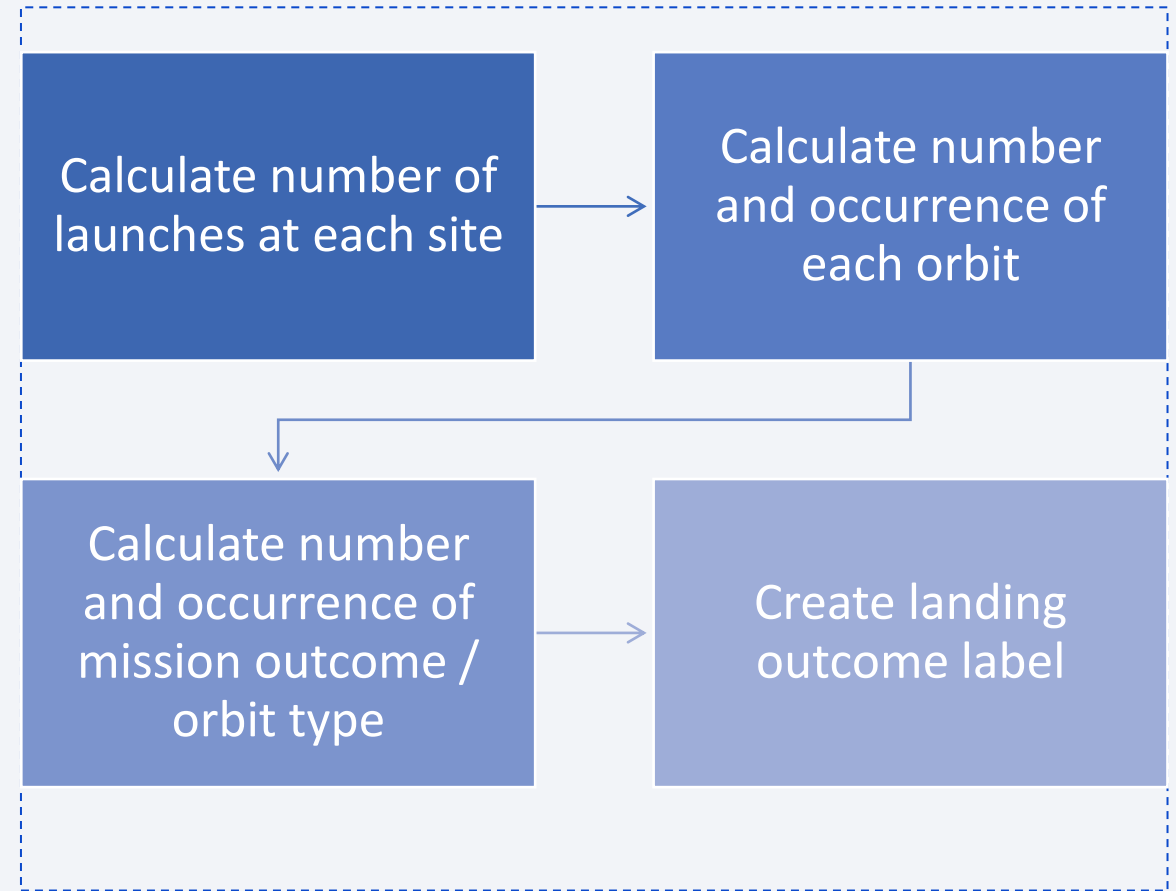 Calculate number of
launches at each site
Calculate number
and occurrence of
each orbit
Calculate number
and occurrence of
mission outcome /
orbit type
Create landing
outcome label